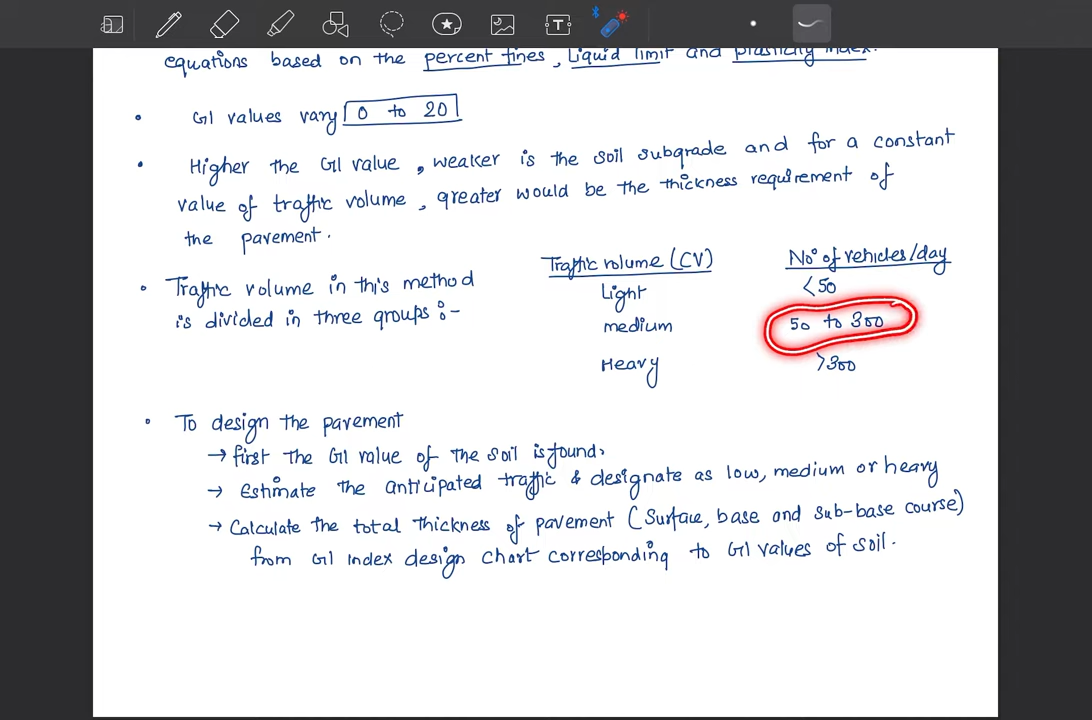 equations based on the percent fines, Liquid limit and plasticity index.
• GI values vary 0 to 20
• Higher the GI value, weaker is the soil subgrade and for a constant
value of traffic volume, greater would be the thickness requirement of
the pavement.
• Traffic volume in this method
is divided in three groups :-
Traffic volume (CV) No of vehicles/day
Light <50
medium 50 to 300
Heavy >300
• To design the pavement
→ first the GI value of the soil is found.
→ Estimate the anticipated traffic & designate as low, medium or heavy
→ Calculate the total thickness of pavement (Surface, base and sub-base course)
from GI index design chart corresponding to GI values of soil.